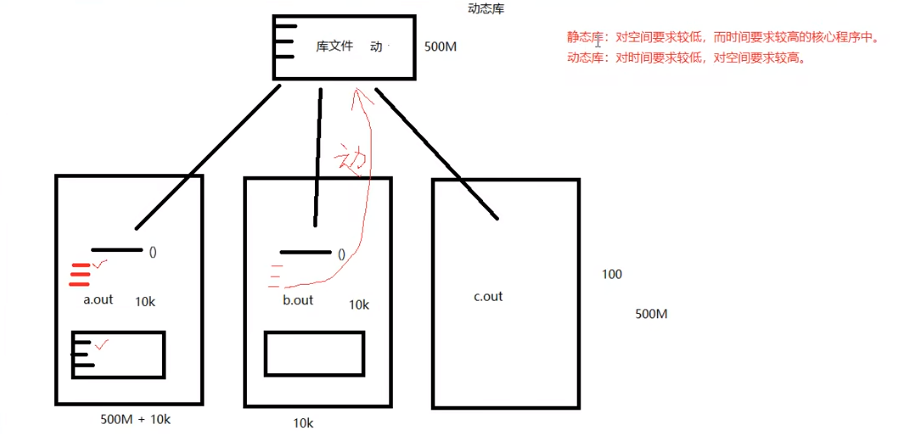 动态库
静态库：对空间要求较低，而时间要求较高的核心程序中。
动态库：对时间要求较低，对空间要求较高。
库文件 动
500M
动
()
()
a.out 10k
b.out 10k
c.out
100
500M
500M + 10k
10k